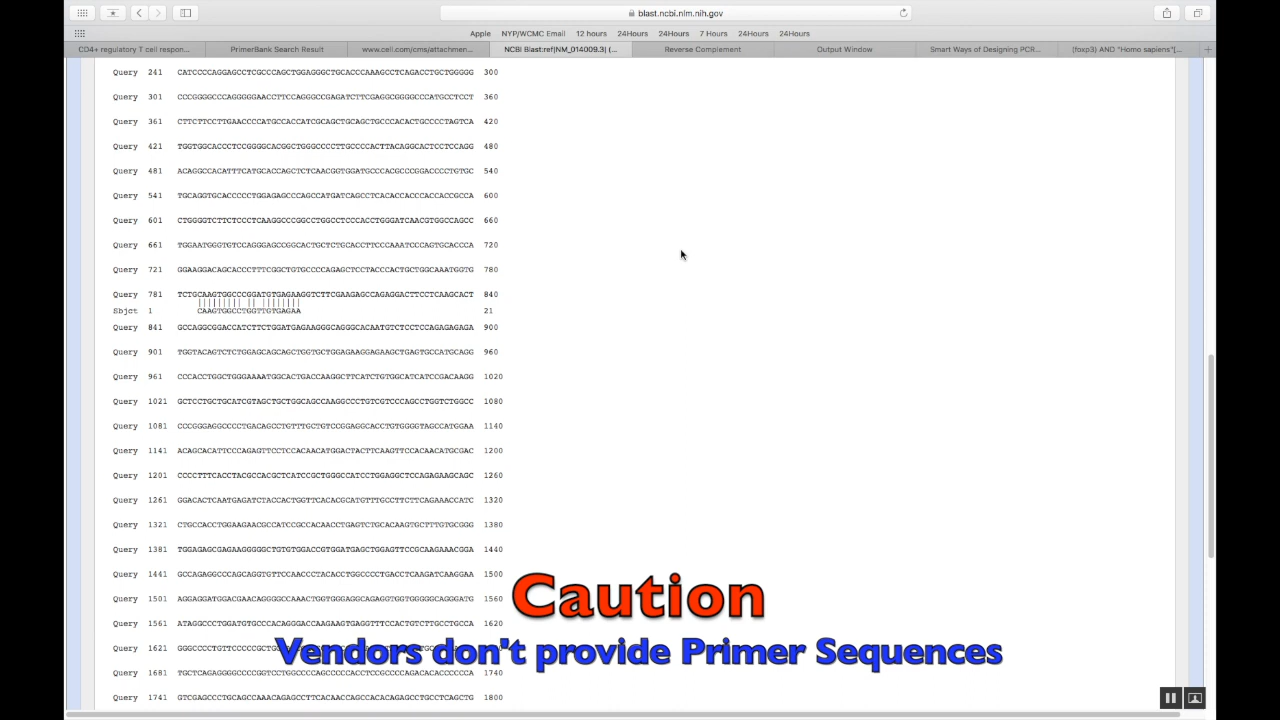 blast.ncbi.nlm.nih.gov
Apple NYP/WCMC Email 12 hours 24Hours 24Hours 7 Hours 24Hours 24Hours
CD4+ regulatory T cell respon... PrimerBank Search Result www.cell.com/cms/attachmen... NCBI Blast:ref|NM_014009.3| (... Reverse Complement Output Window Smart Ways of Designing PCR... (foxp3) AND "Homo sapiens"[...
Query 241 CATCCCCAGGAGCCTCGCCCAGCTGGAGGGCTGCACCCAAAGCCTCAGACCTGCTGGGGG 300
Query 301 CCCGGGGCCCAGGGGGAACCTTCCAGGGCCGAGATCTTCGAGGCGGGGCCCATGCCTCCT 360
Query 361 CTTCTTCCTTGAACCCCATGCCACCATCGCAGCTGCAGCTGCCCACACTGCCCCTAGTCA 420
Query 421 TGGTGGCACCCTCCGGGGCACGGCTGGGCCCCTTGCCCCACTTACAGGCACTCCTCCAGG 480
Query 481 ACAGGCCACATTTCATGCACCAGCTCTCAACGGTGGATGCCCACGCCCGGACCCCTGTGC 540
Query 541 TGCAGGTGCACCCCCTGGAGAGCCCAGCCATGATCAGCCTCACACCACCCACCACCGCCA 600
Query 601 CTGGGGTCTTCTCCCTCAAGGCCCGGCCTGGCCTCCCACCTGGGATCAACGTGGCCAGCC 660
Query 661 TGGAATGGGTGTCCAGGGAGCCGGCACTGCTCTGCACCTTCCCAAATCCCAGTGCACCCA 720
Query 721 GGAAGGACAGCACCCTTTCGGCTGTGCCCCAGAGCTCCTACCCACTGCTGGCAAATGGTG 780
Query 781 TCTGCAAGTGGCCCGGATGTGAGAAGGTCTTCGAAGAGCCAGAGGACTTCCTCAAGCACT 840
Sbjct 1 CAAGTGGCCTGGTTGTGAGAA 21
Query 841 GCCAGGCGGACCATCTTCTGGATGAGAAGGGCAGGGCACAATGTCTCCTCCAGAGAGAGA 900
Query 901 TGGTACAGTCTCTGGAGCAGCAGCTGGTGCTGGAGAAGGAGAAGCTGAGTGCCATGCAGG 960
Query 961 CCCACCTGGCTGGGAAAATGGCACTGACCAAGGCTTCATCTGTGGCATCATCCGACAAGG 1020
Query 1021 GCTCCTGCTGCATCGTAGCTGCTGGCAGCCAAGGCCCTGTCGTCCCAGCCTGGTCTGGCC 1080
Query 1081 CCCGGGAGGCCCCTGACAGCCTGTTTGCTGTCCGGAGGCACCTGTGGGGTAGCCATGGAA 1140
Query 1141 ACAGCACATTCCCAGAGTTCCTCCACAACATGGACTACTTCAAGTTCCACAACATGCGAC 1200
Query 1201 CCCCTTTCACCTACGCCACGCTCATCCGCTGGGCCATCCTGGAGGCTCCAGAGAAGCAGC 1260
Query 1261 GGACACTCAATGAGATCTACCACTGGTTCACACGCATGTTTGCCTTCTTCAGAAACCATC 1320
Query 1321 CTGCCACCTGGAAGAACGCCATCCGCCACAACCTGAGTCTGCACAAGTGCTTTGTGCGGG 1380
Query 1381 TGGAGAGCGAGAAGGGGGCTGTGTGGACCGTGGATGAGCTGGAGTTCCGCAAGAAACGGA 1440
Query 1441 GCCAGAGGCCCAGCAGGTGTTCCAACCCTACACCTGGCCCCTGACCTCAAGATCAAGGAA 1500
Query 1501 AGGAGGATGGACGAACAGGGGCCAAACTGGTGGGAGGCAGAGGTGGTGGGGGCAGGGATG 1560
Query 1561 ATAGGCCCTGGATGTGCCCACAGGGACCAAGAAGTGAGGTTTCCACTGTCTTGCCTGCCA 1620
Query 1621 GGGCCCCTGTTCCCCCGC
Query 1681 TGCTCAGAGGGGCCCCGGTCCTGGCCCAGCCCCCACCTCCGCCCCAGACACACCCCCCA 1740
Query 1741 GTCGAGCCCTGCAGCCAAACAGAGCCTTCACAACCAGCCACACAGAGCCTGCCTCAGCTG 1800
Caution
Vendors don't provide Primer Sequences